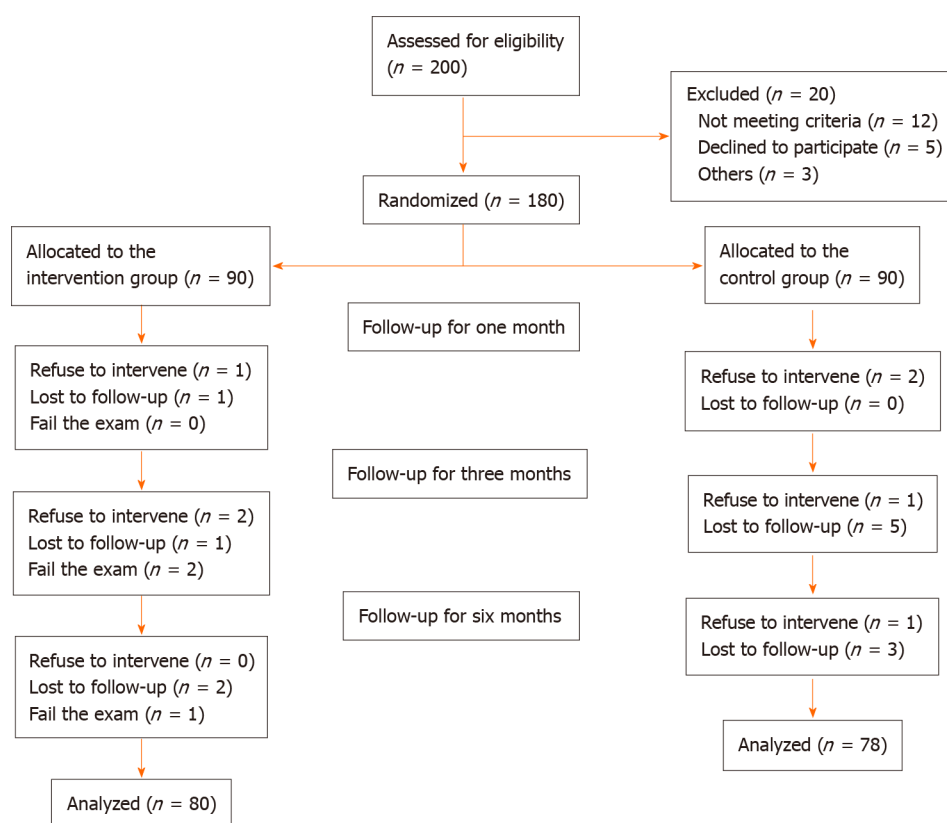 Assessed for eligibility
(n = 200)
Excluded (n = 20)
Not meeting criteria (n = 12)
Declined to participate (n = 5)
Others (n = 3)
Randomized (n = 180)
Allocated to the
intervention group (n = 90)
Allocated to the
control group (n = 90)
Follow-up for one month
Refuse to intervene (n = 1)
Lost to follow-up (n = 1)
Fail the exam (n = 0)
Refuse to intervene (n = 2)
Lost to follow-up (n = 0)
Follow-up for three months
Refuse to intervene (n = 2)
Lost to follow-up (n = 1)
Fail the exam (n = 2)
Refuse to intervene (n = 1)
Lost to follow-up (n = 5)
Follow-up for six months
Refuse to intervene (n = 0)
Lost to follow-up (n = 2)
Fail the exam (n = 1)
Refuse to intervene (n = 1)
Lost to follow-up (n = 3)
Analyzed (n = 80)
Analyzed (n = 78)